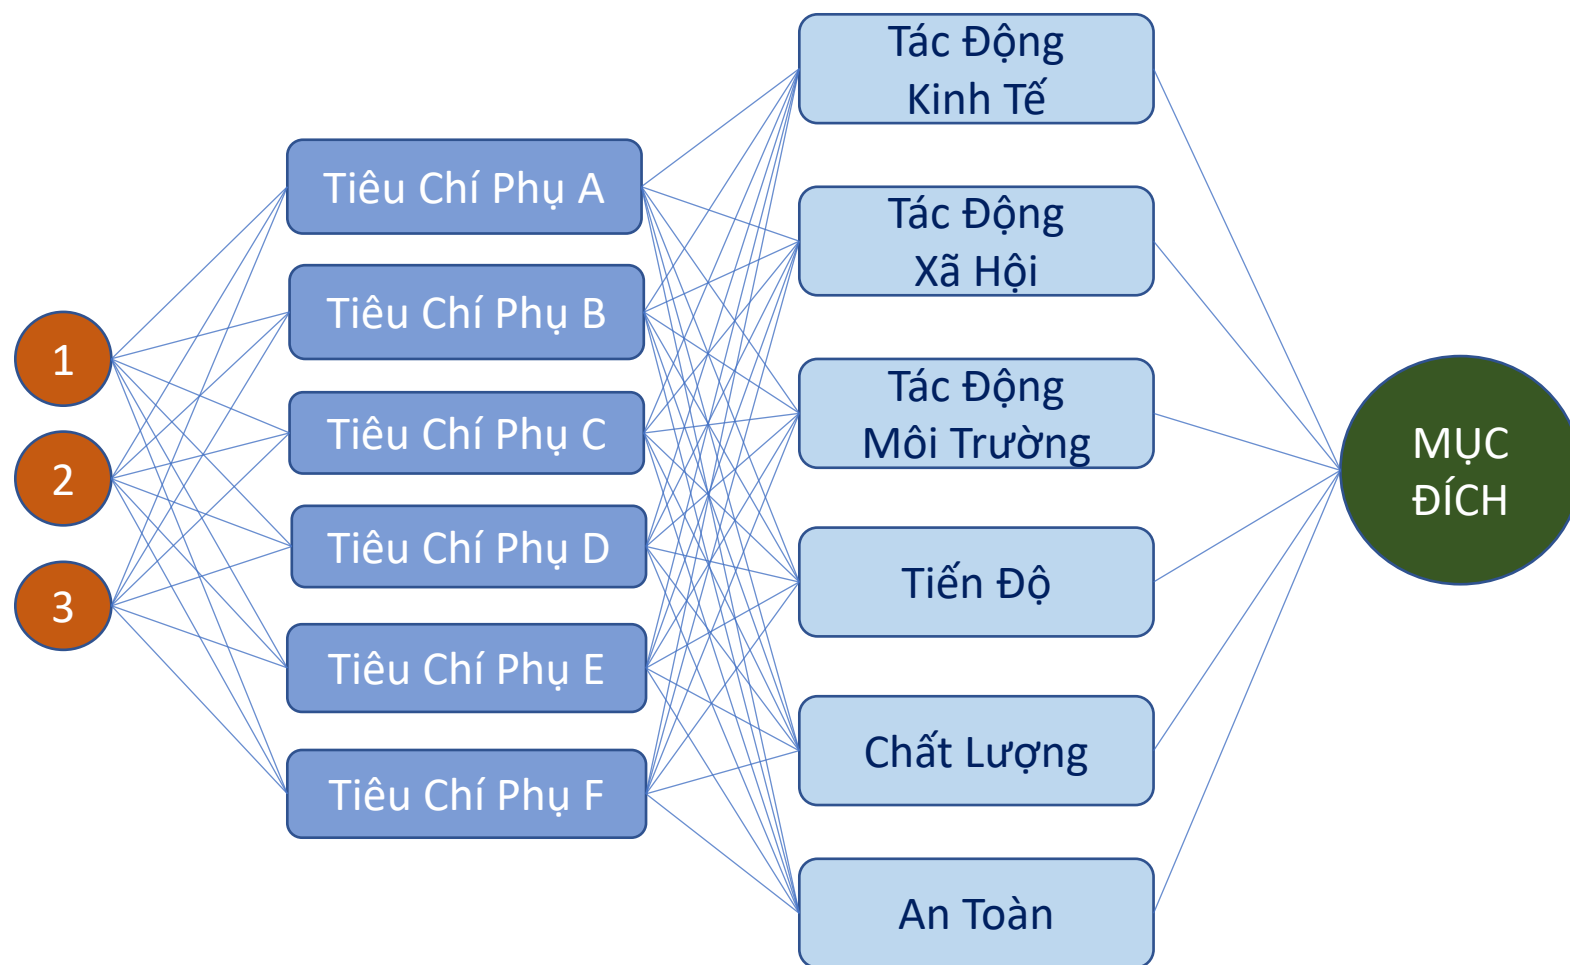 1
2
3
Tiêu Chí Phụ A
Tiêu Chí Phụ B
Tiêu Chí Phụ C
Tiêu Chí Phụ D
Tiêu Chí Phụ E
Tiêu Chí Phụ F
Tác Động
Kinh Tế
Tác Động
Xã Hội
Tác Động
Môi Trường
Tiến Độ
Chất Lượng
An Toàn
MỤC
ĐÍCH